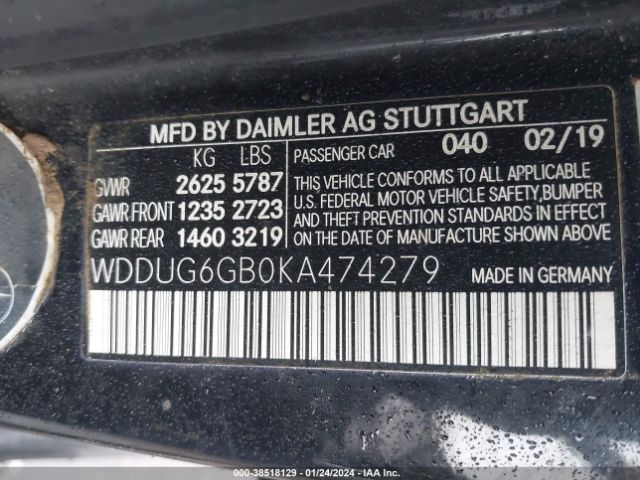 MFD BY DAIMLER AG STUTTGART
KG LBS
GVWR 2625 5787
GAWR FRONT 1235 2723
GAWR REAR 1460 3219
PASSENGER CAR 040 02/19
THIS VEHICLE CONFORMS TO ALL APPLICABLE
U.S. FEDERAL MOTOR VEHICLE SAFETY,BUMPER
AND THEFT PREVENTION STANDARDS IN EFFECT
ON THE DATE OF MANUFACTURE SHOWN ABOVE
WDDUG6GB0KA474279 MADE IN GERMANY
000-38518129 - 01/24/2024 - IAA Inc.